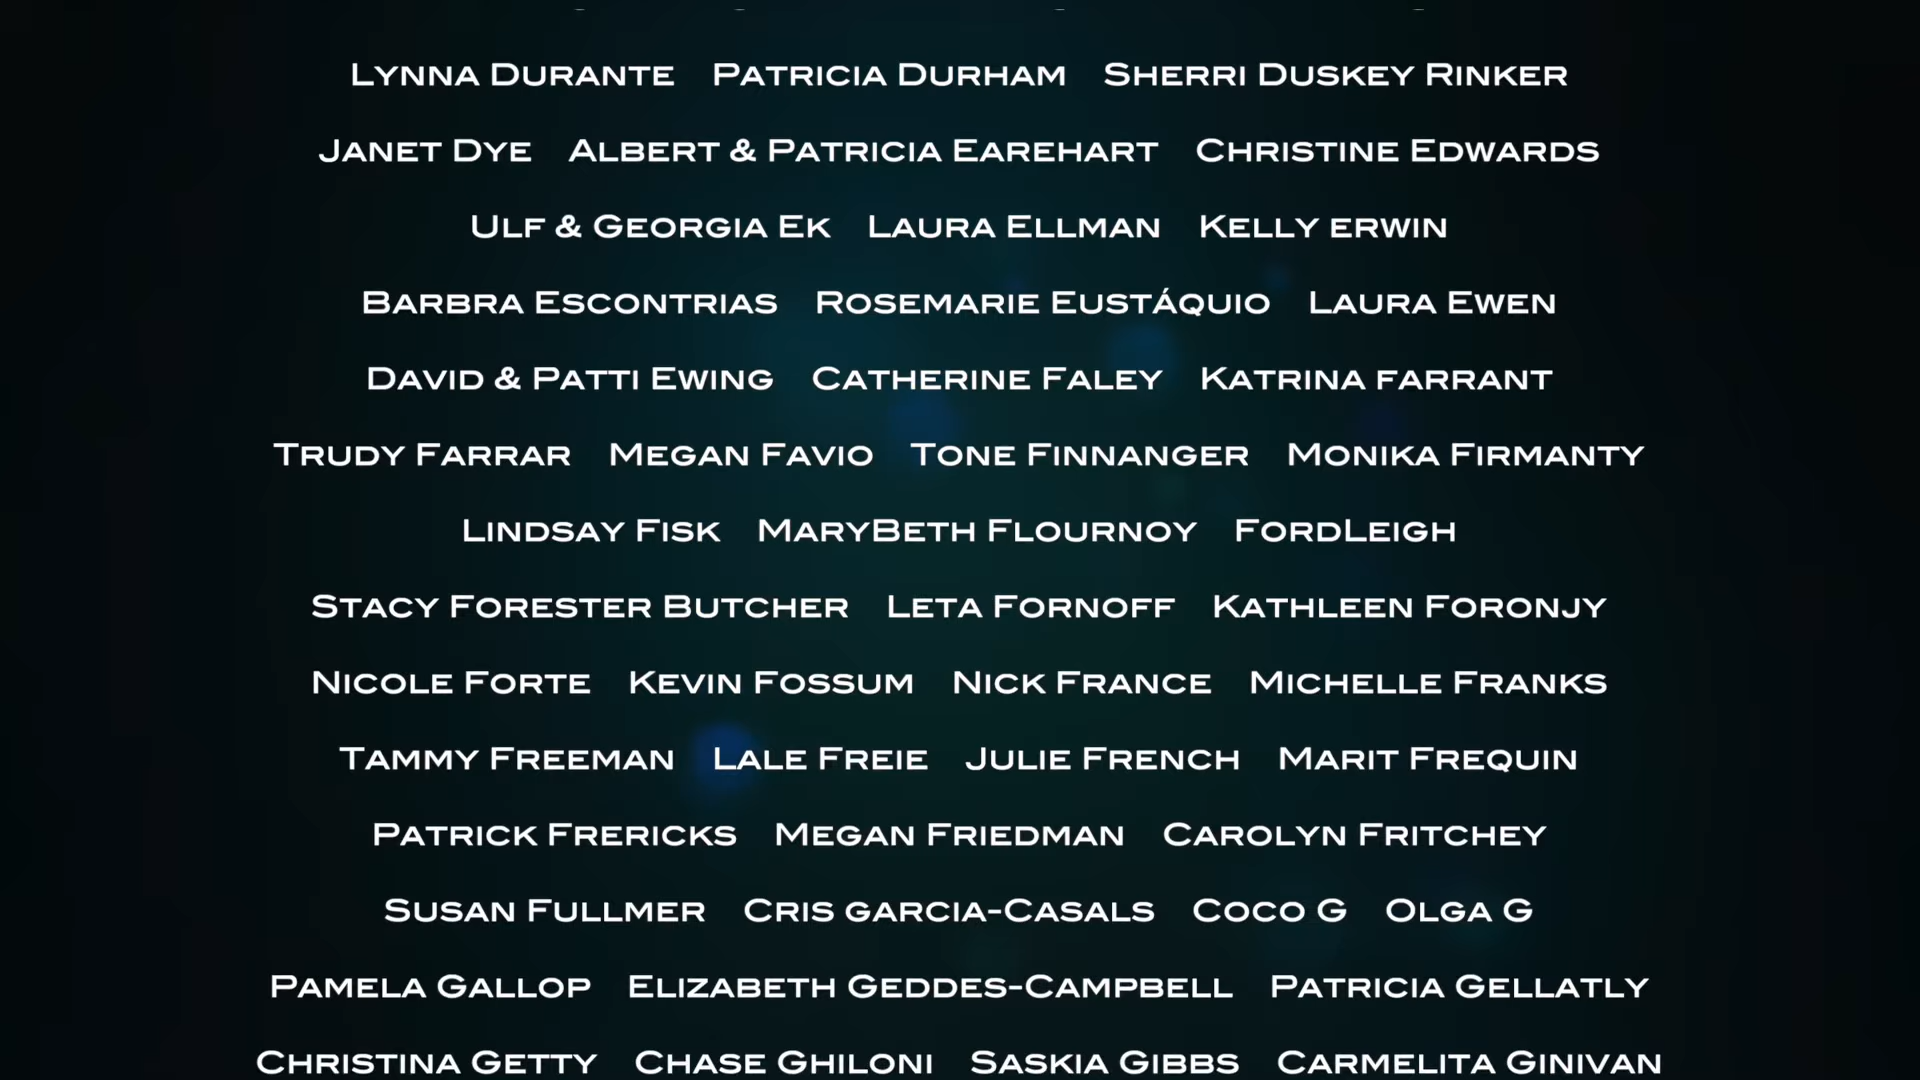 Lynna Durante Patricia Durham Sherri Duskey Rinker
Janet Dye Albert & Patricia Earehart Christine Edwards
Ulf & Georgia Ek Laura Ellman Kelly erwin
Barbra Escontrias Rosemarie Eustáquio Laura Ewen
David & Patti Ewing Catherine Faley Katrina farrant
Trudy Farrar Megan Favio Tone Finnanger Monika Firmanty
Lindsay Fisk MaryBeth Flournoy FordLeigh
Stacy Forester Butcher Leta Fornoff Kathleen Foronjy
Nicole Forte Kevin Fossum Nick France Michelle Franks
Tammy Freeman Lale Freie Julie French Marit Frequin
Patrick Frericks Megan Friedman Carolyn Fritchey
Susan Fullmer Cris garcia-Casals Coco G Olga G
Pamela Gallop Elizabeth Geddes-Campbell Patricia Gellatly
Christina Getty Chase Ghiloni Saskia Gibbs Carmelita Ginivan